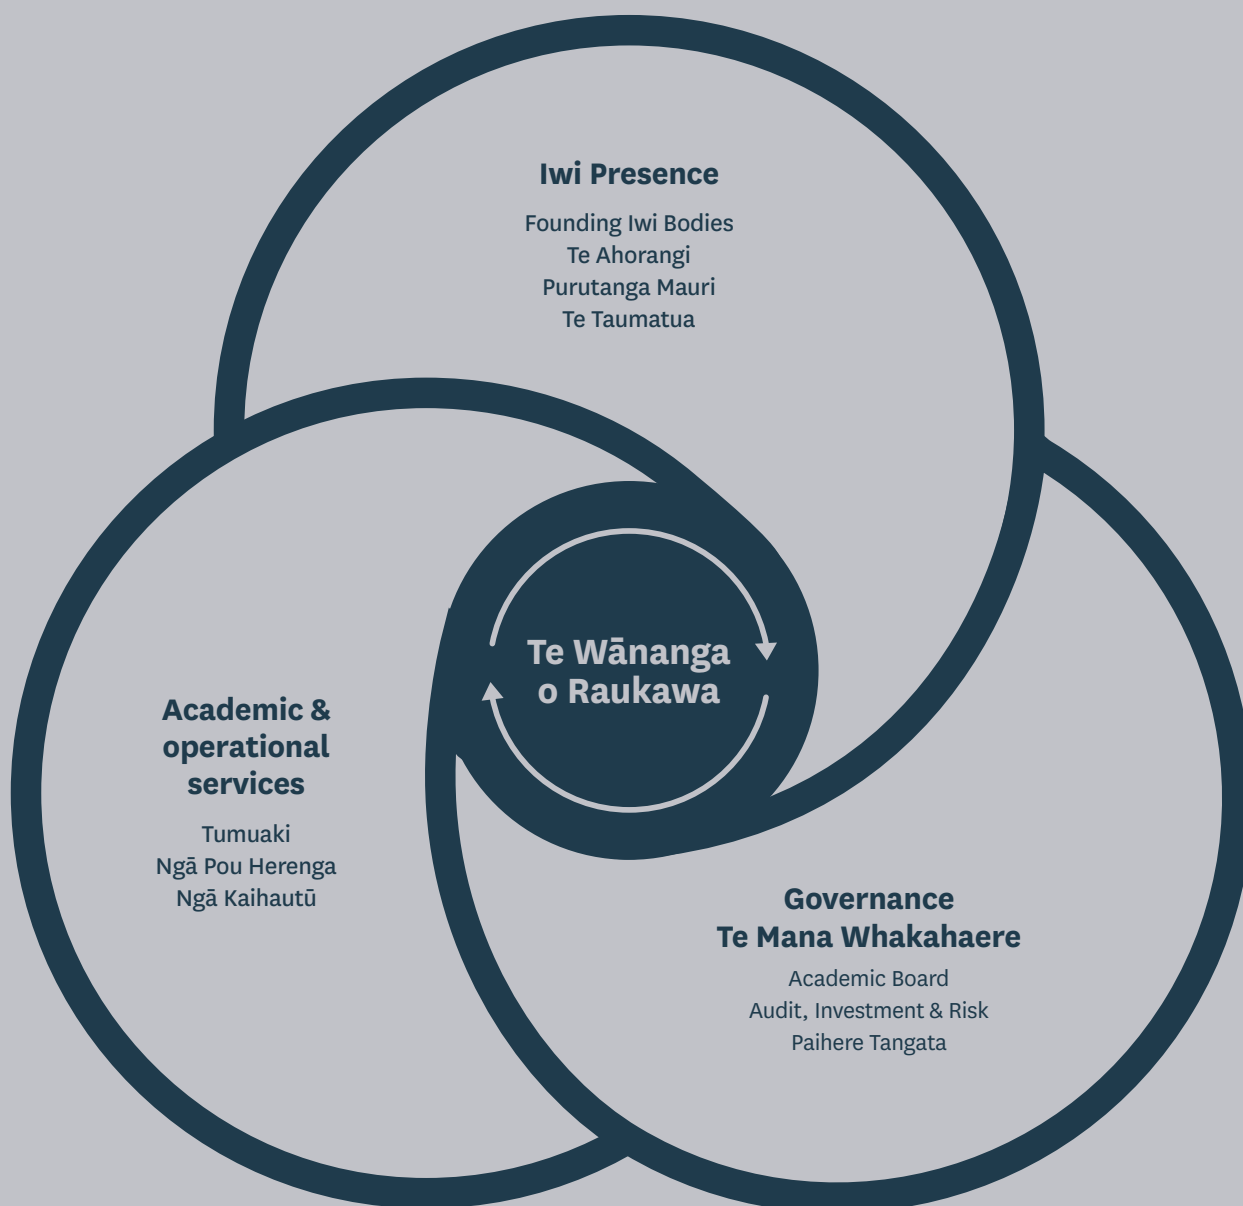 Iwi Presence
Founding Iwi Bodies
Te Ahorangi
Purutanga Mauri
Te Taumatua
Te Wānanga
o Raukawa
Academic &
operational
services
Tumuaki
Ngā Pou Herenga
Ngā Kaihautū
Governance
Te Mana Whakahaere
Academic Board
Audit, Investment & Risk
Paihere Tangata